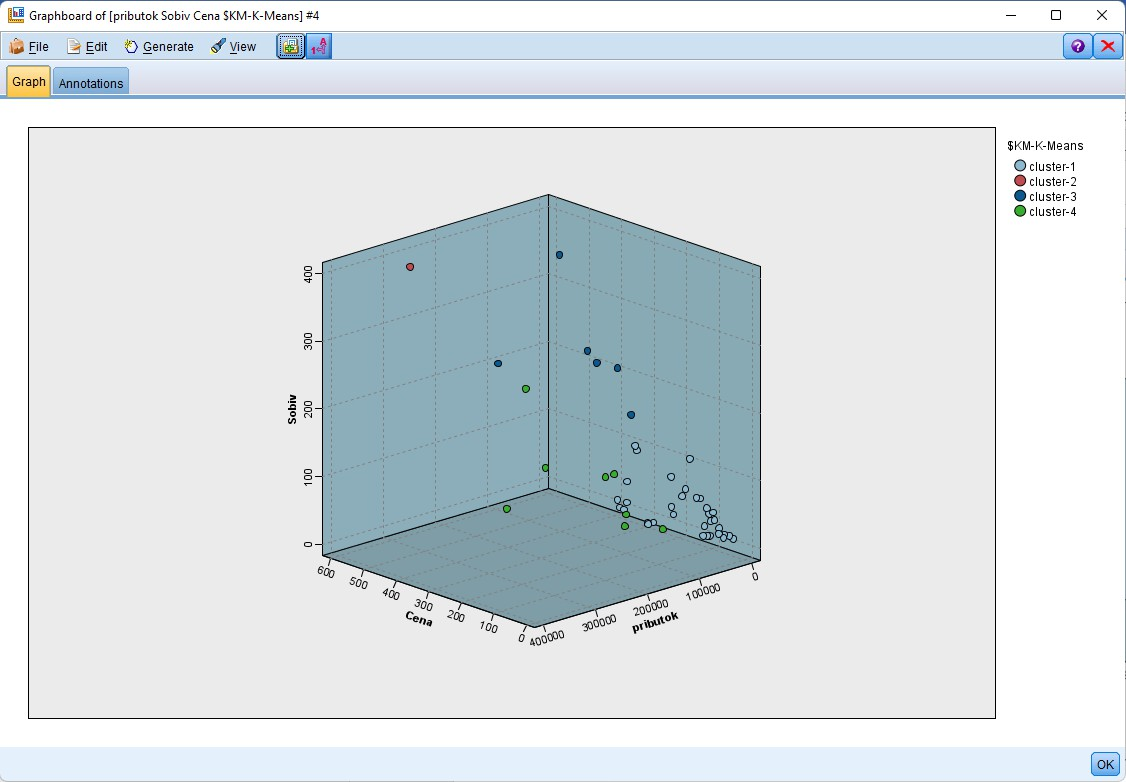 Graphboard of [pributok Sobiv Cena $KM-K-Means] #4
File Edit Generate View
Graph Annotations
$KM-K-Means
cluster-1
cluster-2
cluster-3
cluster-4
Sobiv
400
300
200
100
0
600
500
400
300
200
100
0
Cena
400000
300000
200000
100000
0
pributok
OK